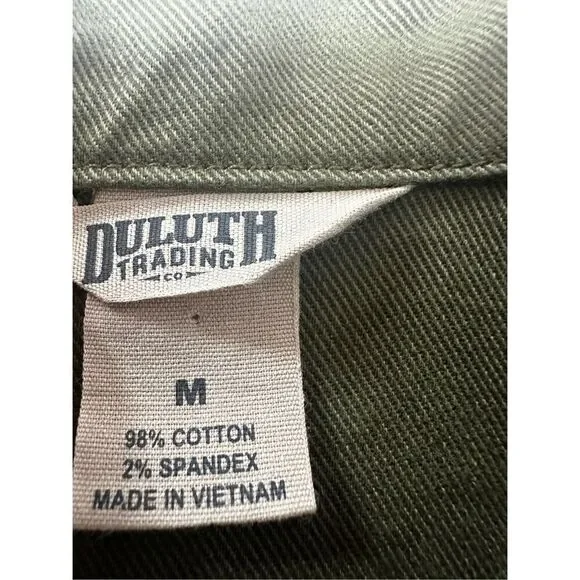 DULUTH
TRADING
CO
M
98% COTTON
2% SPANDEX
MADE IN VIETNAM